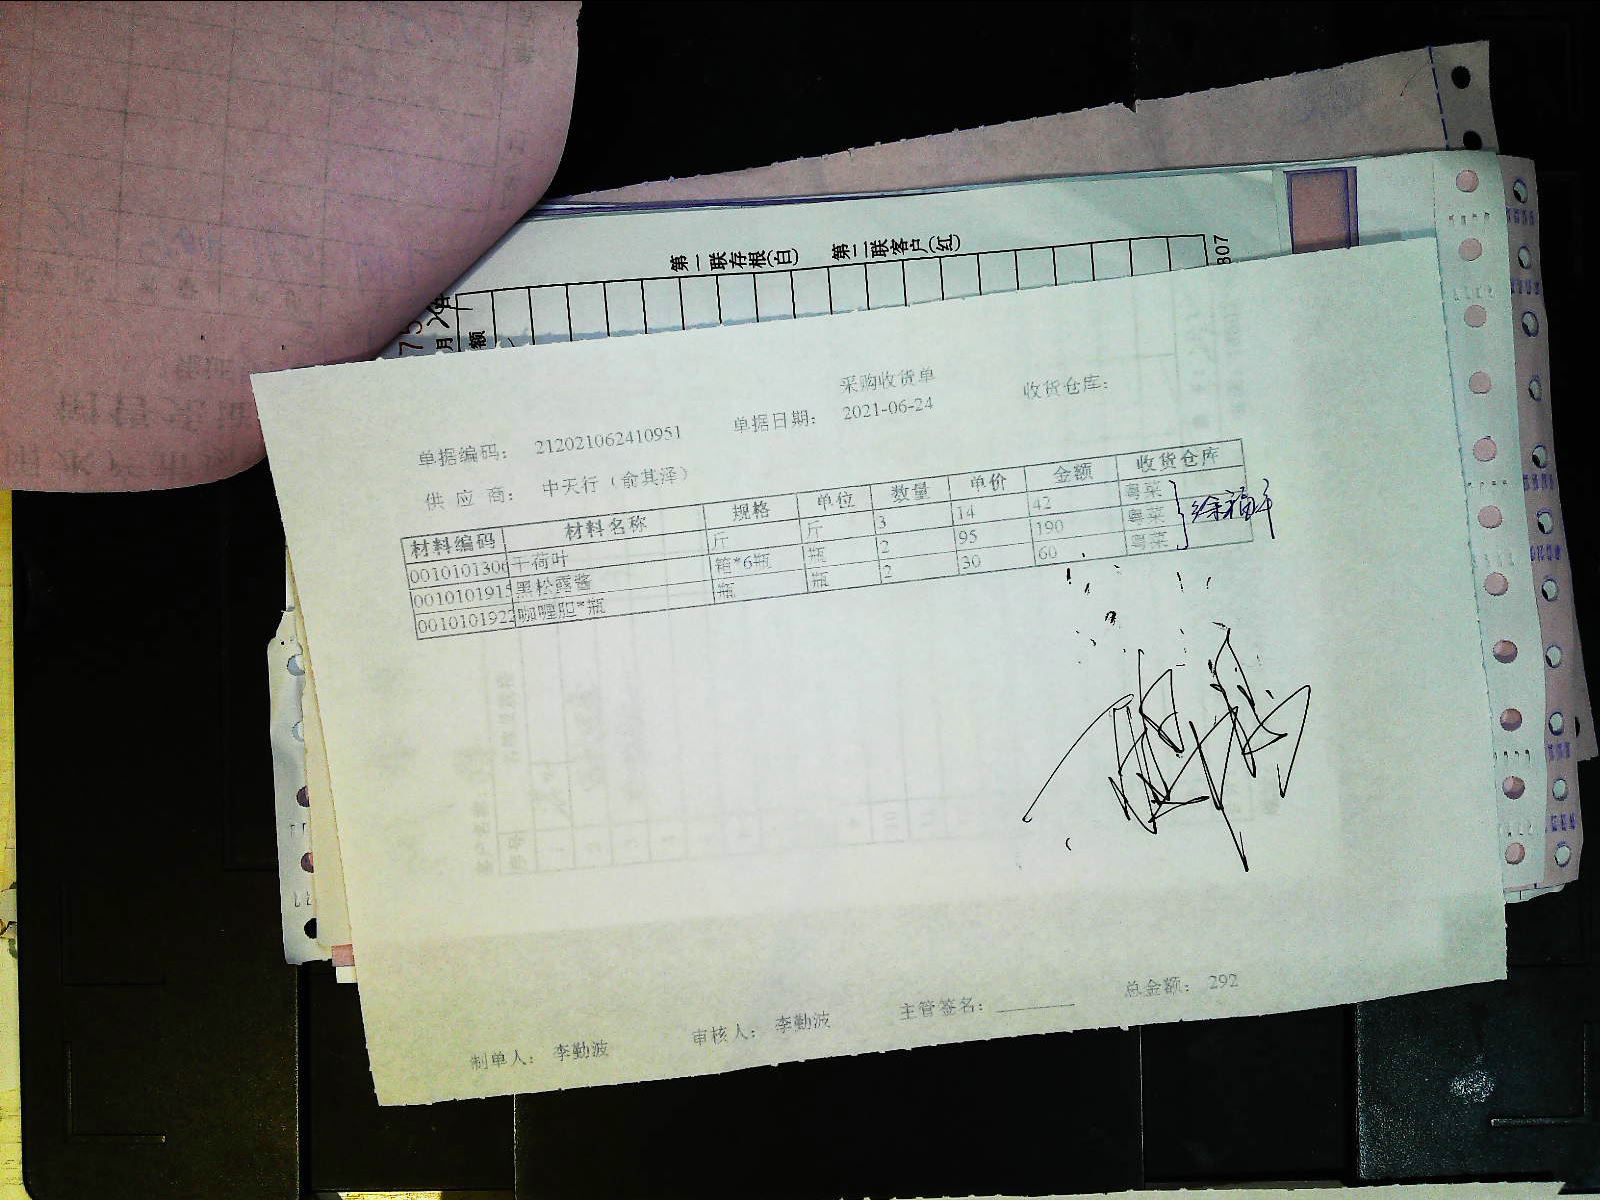 第一联存根(白) 第二联客户(红)
807
月
额
采购收货单
单据编码: 212021062410951 单据日期: 2021-06-24 收货仓库:
供 应 商: 中天行（俞其泽）
材料编码 材料名称 规格 单位 数量 单价 金额 收货仓库
0010101306 干荷叶 斤 斤 3 14 42 粤菜
0010101915 黑松露酱 箱*6瓶 瓶 2 95 190 粤菜
0010101922 咖喱胆*瓶 瓶 瓶 2 30 60 粤菜
制单人: 李勤波 审核人: 李勤波 主管签名: 总金额: 292